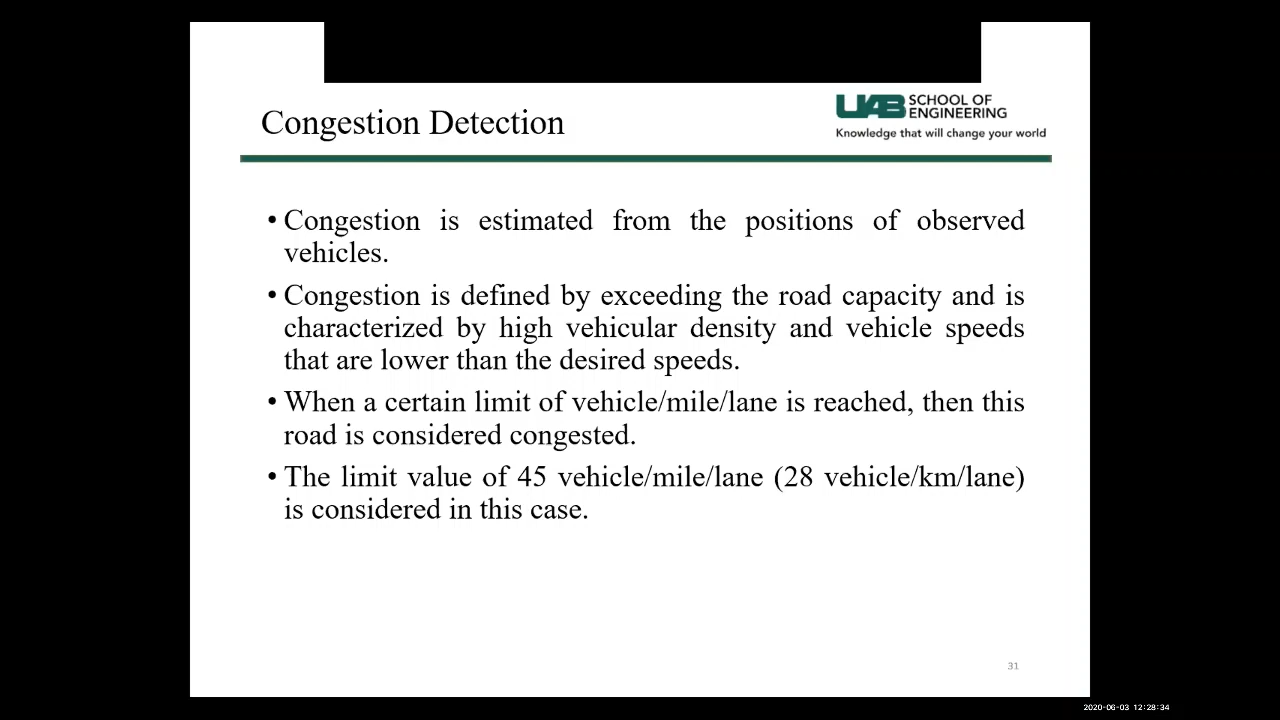 Congestion Detection
UAB SCHOOL OF
ENGINEERING
Knowledge that will change your world
• Congestion is estimated from the positions of observed
vehicles.
• Congestion is defined by exceeding the road capacity and is
characterized by high vehicular density and vehicle speeds
that are lower than the desired speeds.
• When a certain limit of vehicle/mile/lane is reached, then this
road is considered congested.
• The limit value of 45 vehicle/mile/lane (28 vehicle/km/lane)
is considered in this case.
31
2020-06-03 12:28:34